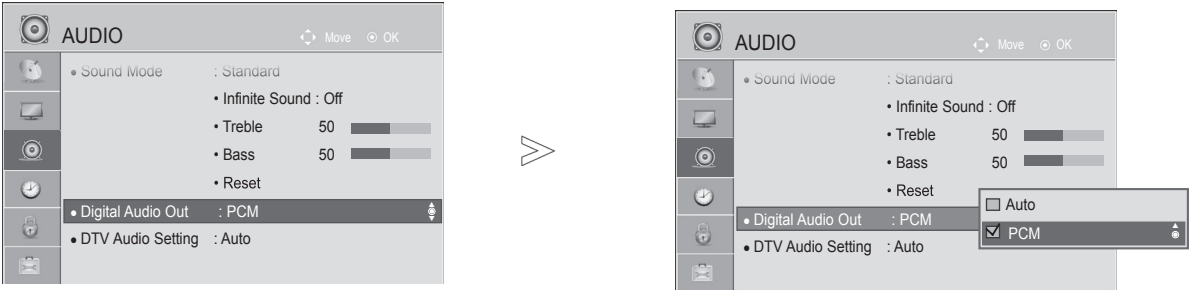 AUDIO
Move OK
• Sound Mode : Standard
• Infinite Sound : Off
• Treble 50
• Bass 50
• Reset
• Digital Audio Out : PCM
• DTV Audio Setting : Auto
AUDIO
Move OK
• Sound Mode : Standard
• Infinite Sound : Off
• Treble 50
• Bass 50
• Reset
• Digital Audio Out : PCM
• DTV Audio Setting : Auto
Auto
PCM